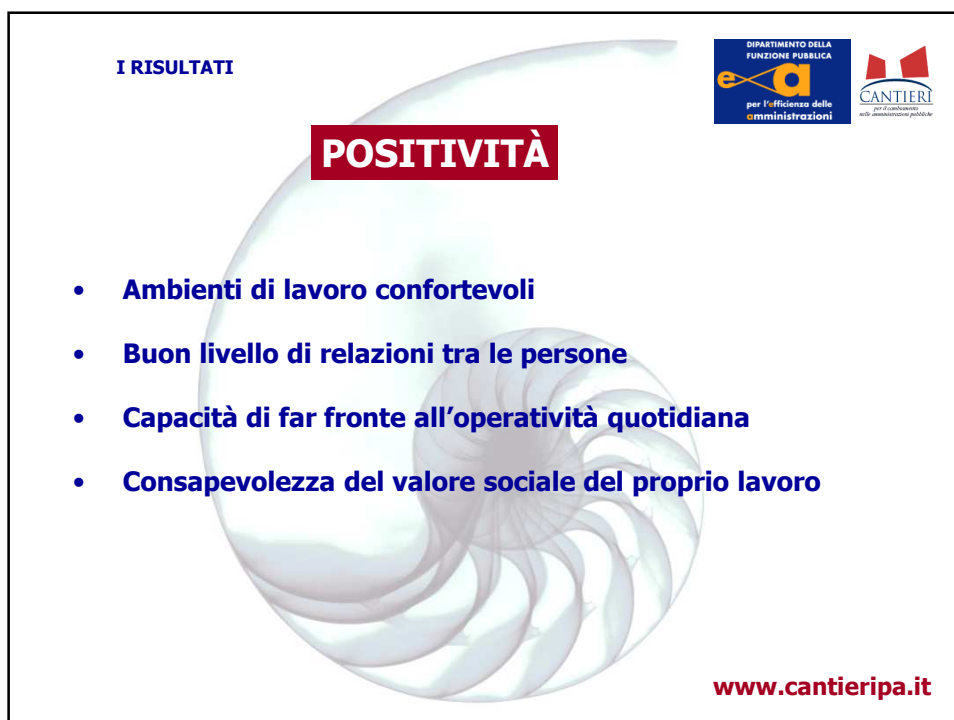 I RISULTATI
DIPARTIMENTO DELLA
FUNZIONE PUBBLICA
e a
per l'efficienza delle
amministrazioni
CANTIERI
per il cambiamento
nelle amministrazioni pubbliche
POSITIVITÀ
• Ambienti di lavoro confortevoli
• Buon livello di relazioni tra le persone
• Capacità di far fronte all’operatività quotidiana
• Consapevolezza del valore sociale del proprio lavoro
www.cantieripa.it